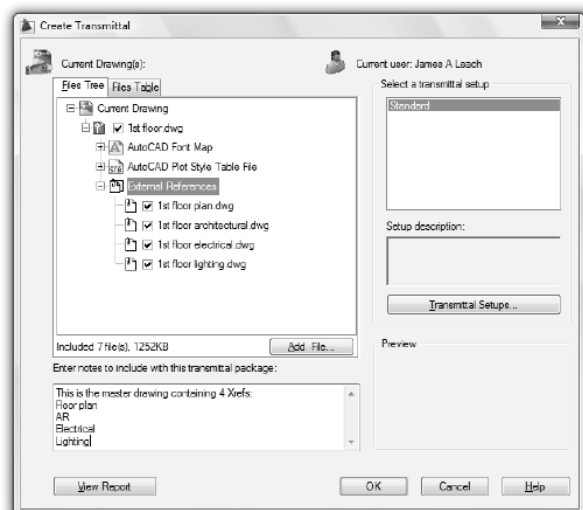 Create Transmittal
Current Drawing(s):
Current user: James A Leach
Files Tree
Files Table
Current Drawing
1st floor.dwg
AutoCAD Font Map
AutoCAD Plot Style Table File
External References
1st floor plan.dwg
1st floor architectural.dwg
1st floor electrical.dwg
1st floor lighting.dwg
Included 7 file(s), 1252KB
Add File...
Enter notes to include with this transmittal package:
This is the master drawing containing 4 Xrefs:
Floor plan
AR
Electrical
Lighting
View Report
Select a transmittal setup
Standard
Setup description:
Transmittal Setups...
Preview
OK
Cancel
Help